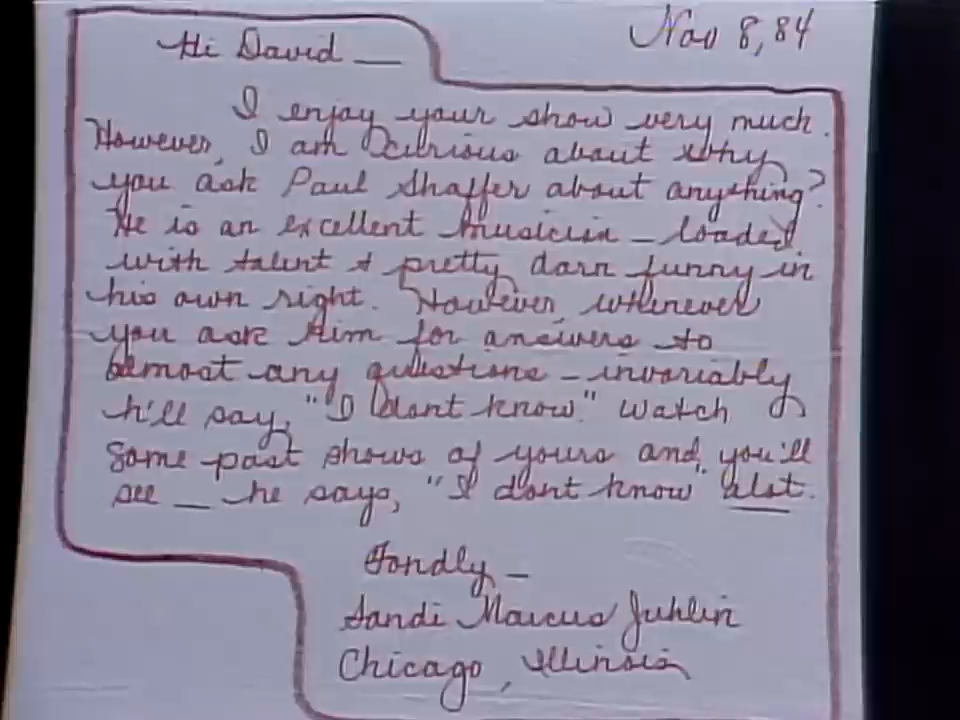 Nov 8, 84
Hi David —
I enjoy your show very much.
However, I am curious about why
you ask Paul Shaffer about anything?
He is an excellent musician — loaded
with talent & pretty darn funny in
his own right. However, whenever
you ask him for answers to
almost any questions — invariably
h'll say, "I dont know." Watch
some past shows of yours and you'll
see — he says, "I dont know" alot.
Fondly —
Sandi Marcus Juhlin
Chicago, Illinois